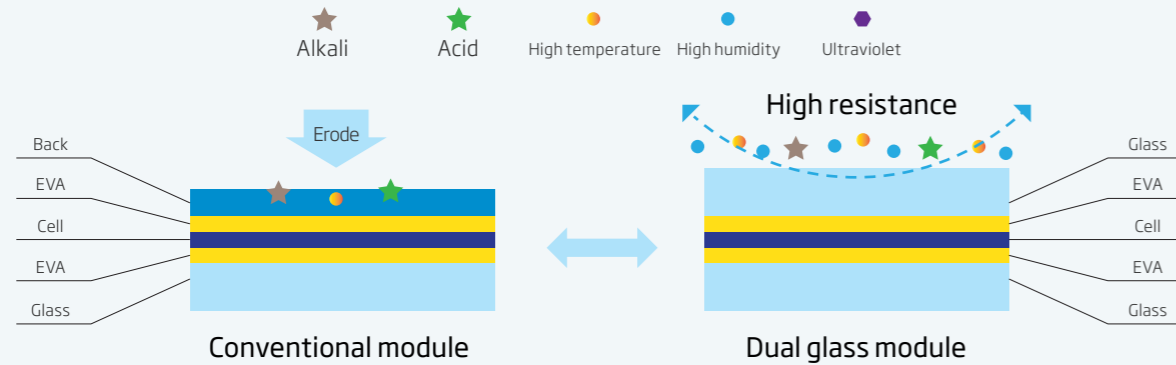 Alkali
Acid
High temperature
High humidity
Ultraviolet
Erode
Back
EVA
Cell
EVA
Glass
Conventional module
High resistance
Glass
EVA
Cell
EVA
Glass
Dual glass module